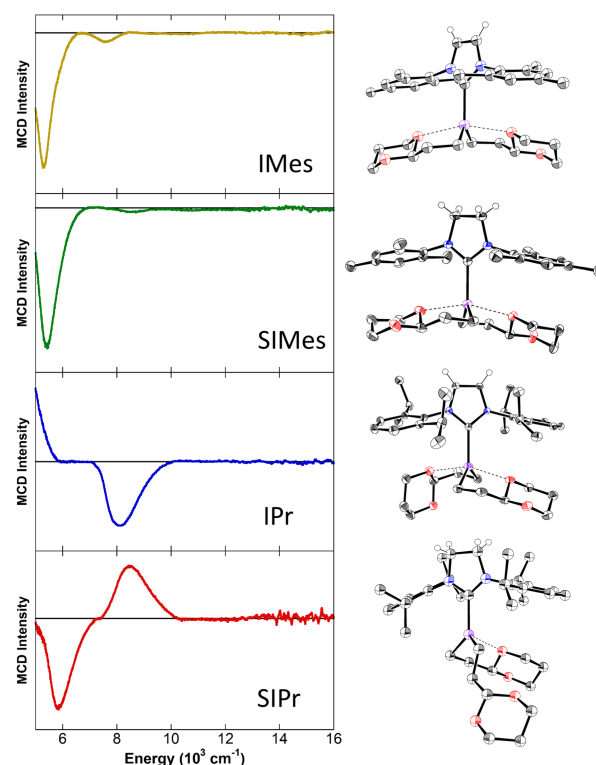 MCD Intensity
IMes
MCD Intensity
SIMes
MCD Intensity
IPr
MCD Intensity
SIPr
6 8 10 12 14 16
Energy (10³ cm⁻¹)